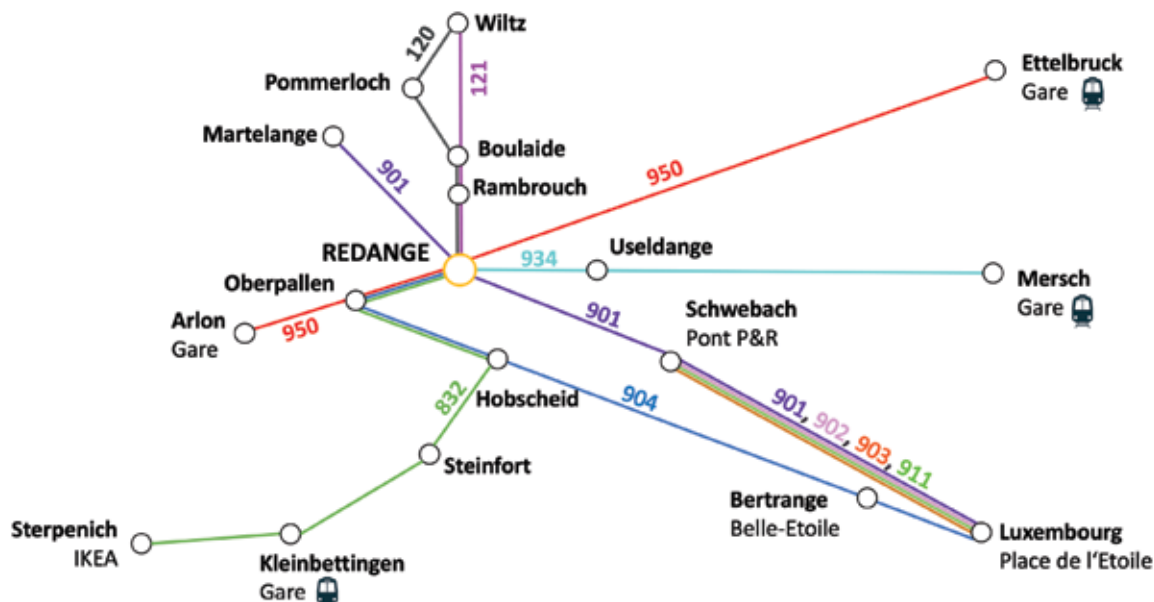 Wiltz
120
Pommerloch
121
Ettelbruck
Gare
Martelange
Boulaide
901
Rambrouch
950
REDANGE
934
Useldange
Oberpallen
Mersch
Gare
Arlon
Gare
950
901
Schwebach
Pont P&R
832
Hobscheid
904
901, 902, 903, 911
Steinfort
Bertrange
Belle-Etoile
Sterpenich
IKEA
Luxembourg
Place de l'Etoile
Kleinbettingen
Gare